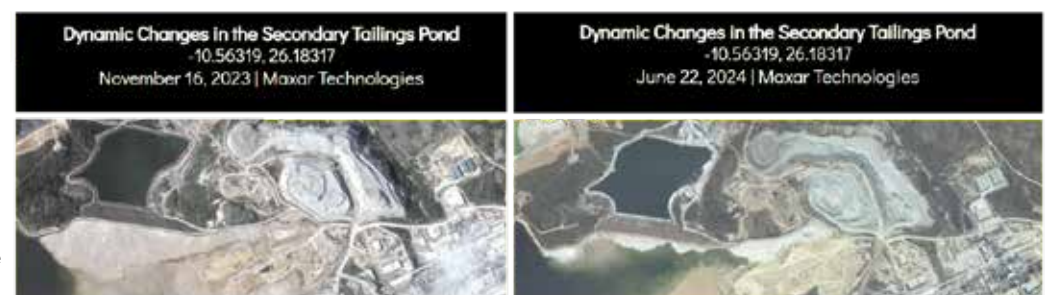 Dynamic Changes in the Secondary Tailings Pond
-10.56319, 26.18317
November 16, 2023 | Maxar Technologies
Dynamic Changes in the Secondary Tailings Pond
-10.56319, 26.18317
June 22, 2024 | Maxar Technologies